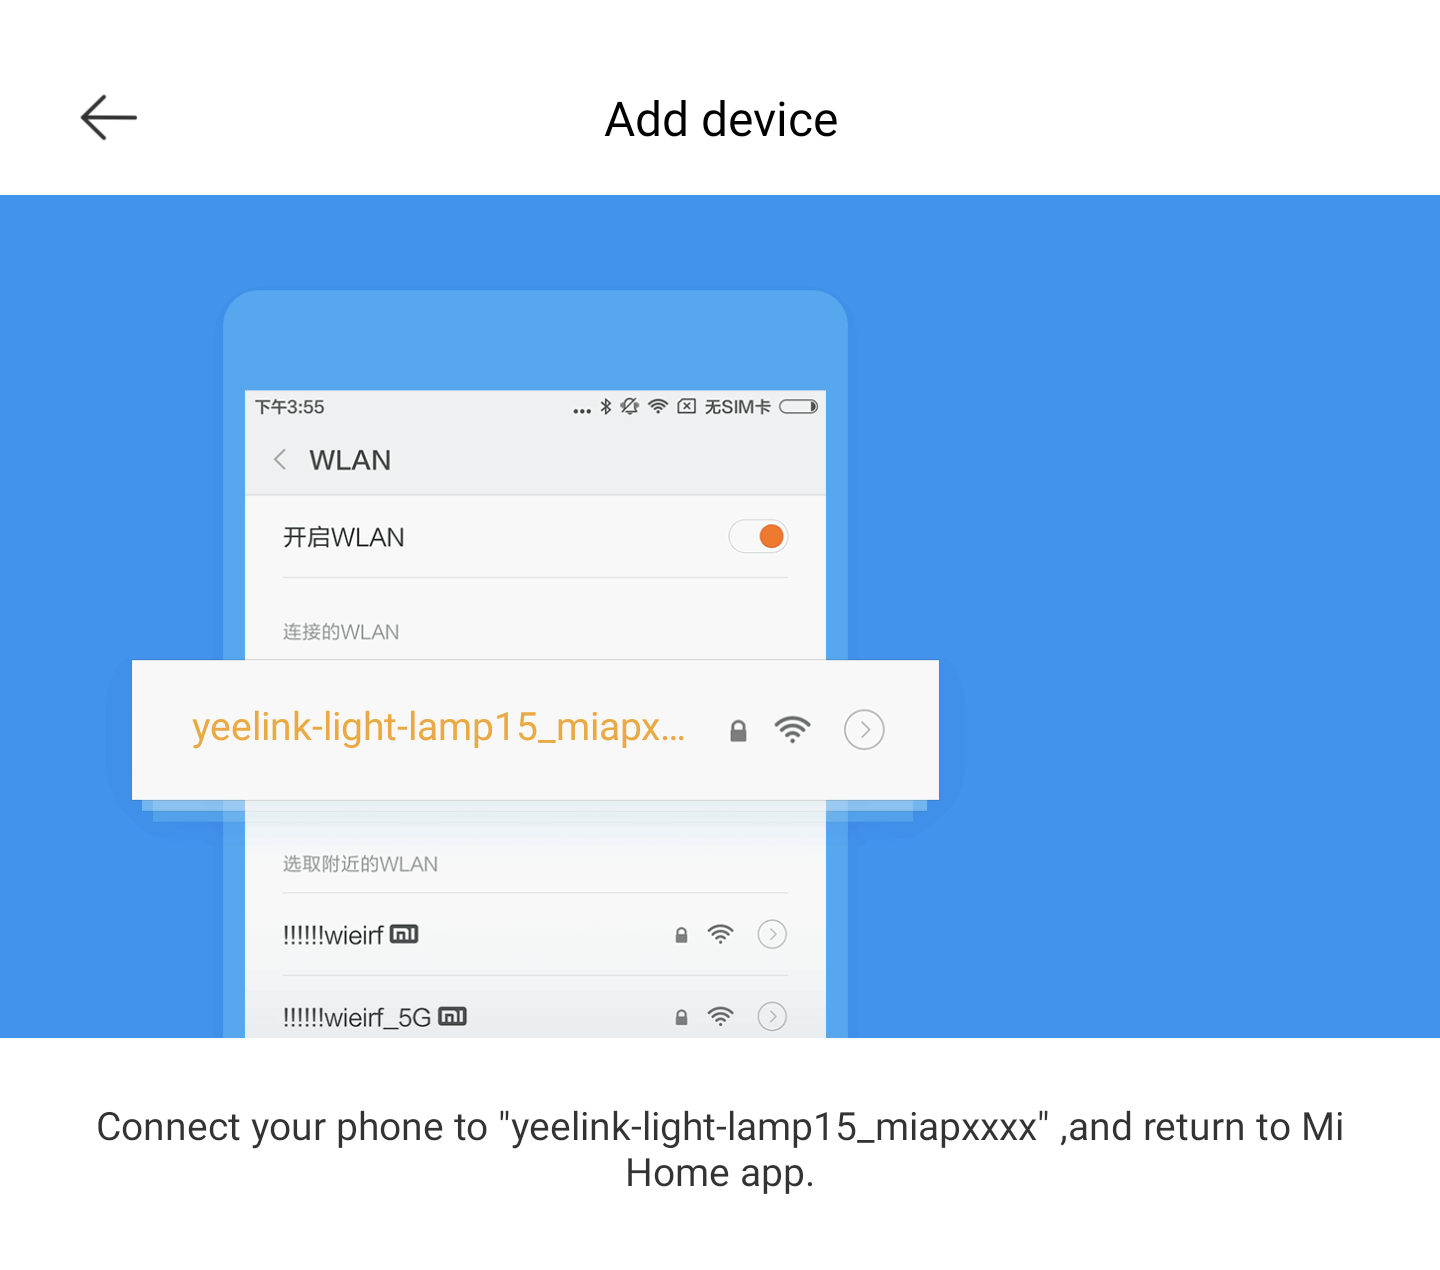 Add device
下午3:55
... 无SIM卡
WLAN
开启WLAN
连接的WLAN
yeelink-light-lamp15_miapx...
选取附近的WLAN
!!!!!!wieirf
!!!!!!wieirf_5G
Connect your phone to "yeelink-light-lamp15_miapxxxx" ,and return to Mi
Home app.